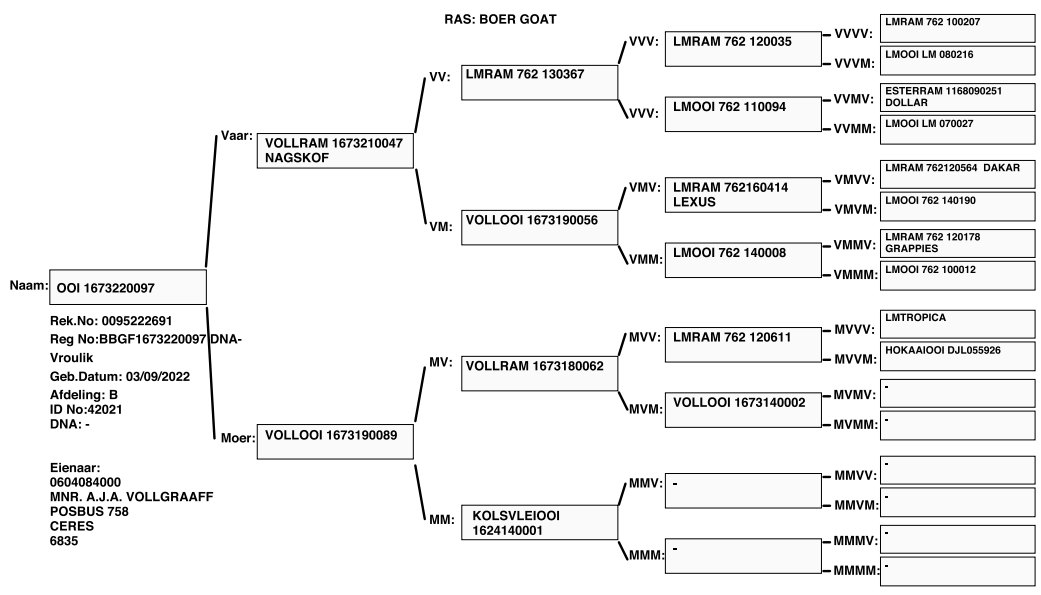 RAS: BOER GOAT
Naam: OOI 1673220097
Rek.No: 0095222691
Reg No:BBGF1673220097 DNA-
Vroulik
Geb.Datum: 03/09/2022
Afdeling: B
ID No:42021
DNA: -
Eienaar:
0604084000
MNR. A.J.A. VOLLGRAAFF
POSBUS 758
CERES
6835
Vaar: VOLLRAM 1673210047
NAGSKOF
Moer: VOLLOOI 1673190089
VV: LMRAM 762 130367
VM: VOLLOOI 1673190056
MV: VOLLRAM 1673180062
MM: KOLSVLEIOOI
1624140001
VVV: LMRAM 762 120035
VVV: LMOOI 762 110094
VMV: LMRAM 762160414
LEXUS
VMM: LMOOI 762 140008
MVV: LMRAM 762 120611
MVM: VOLLOOI 1673140002
MMV: -
MMM: -
VVVV: LMRAM 762 100207
VVVM: LMOOI LM 080216
VVMV: ESTERRAM 1168090251
DOLLAR
VVMM: LMOOI LM 070027
VMVV: LMRAM 762120564 DAKAR
VMVM: LMOOI 762 140190
VMMV: LMRAM 762 120178
GRAPPIES
VMMM: LMOOI 762 100012
MVVV: LMTROPICA
MVVM: HOKAAIOOI DJL055926
MVMV: -
MVMM: -
MMVV: -
MMVM: -
MMMV: -
MMMM: -